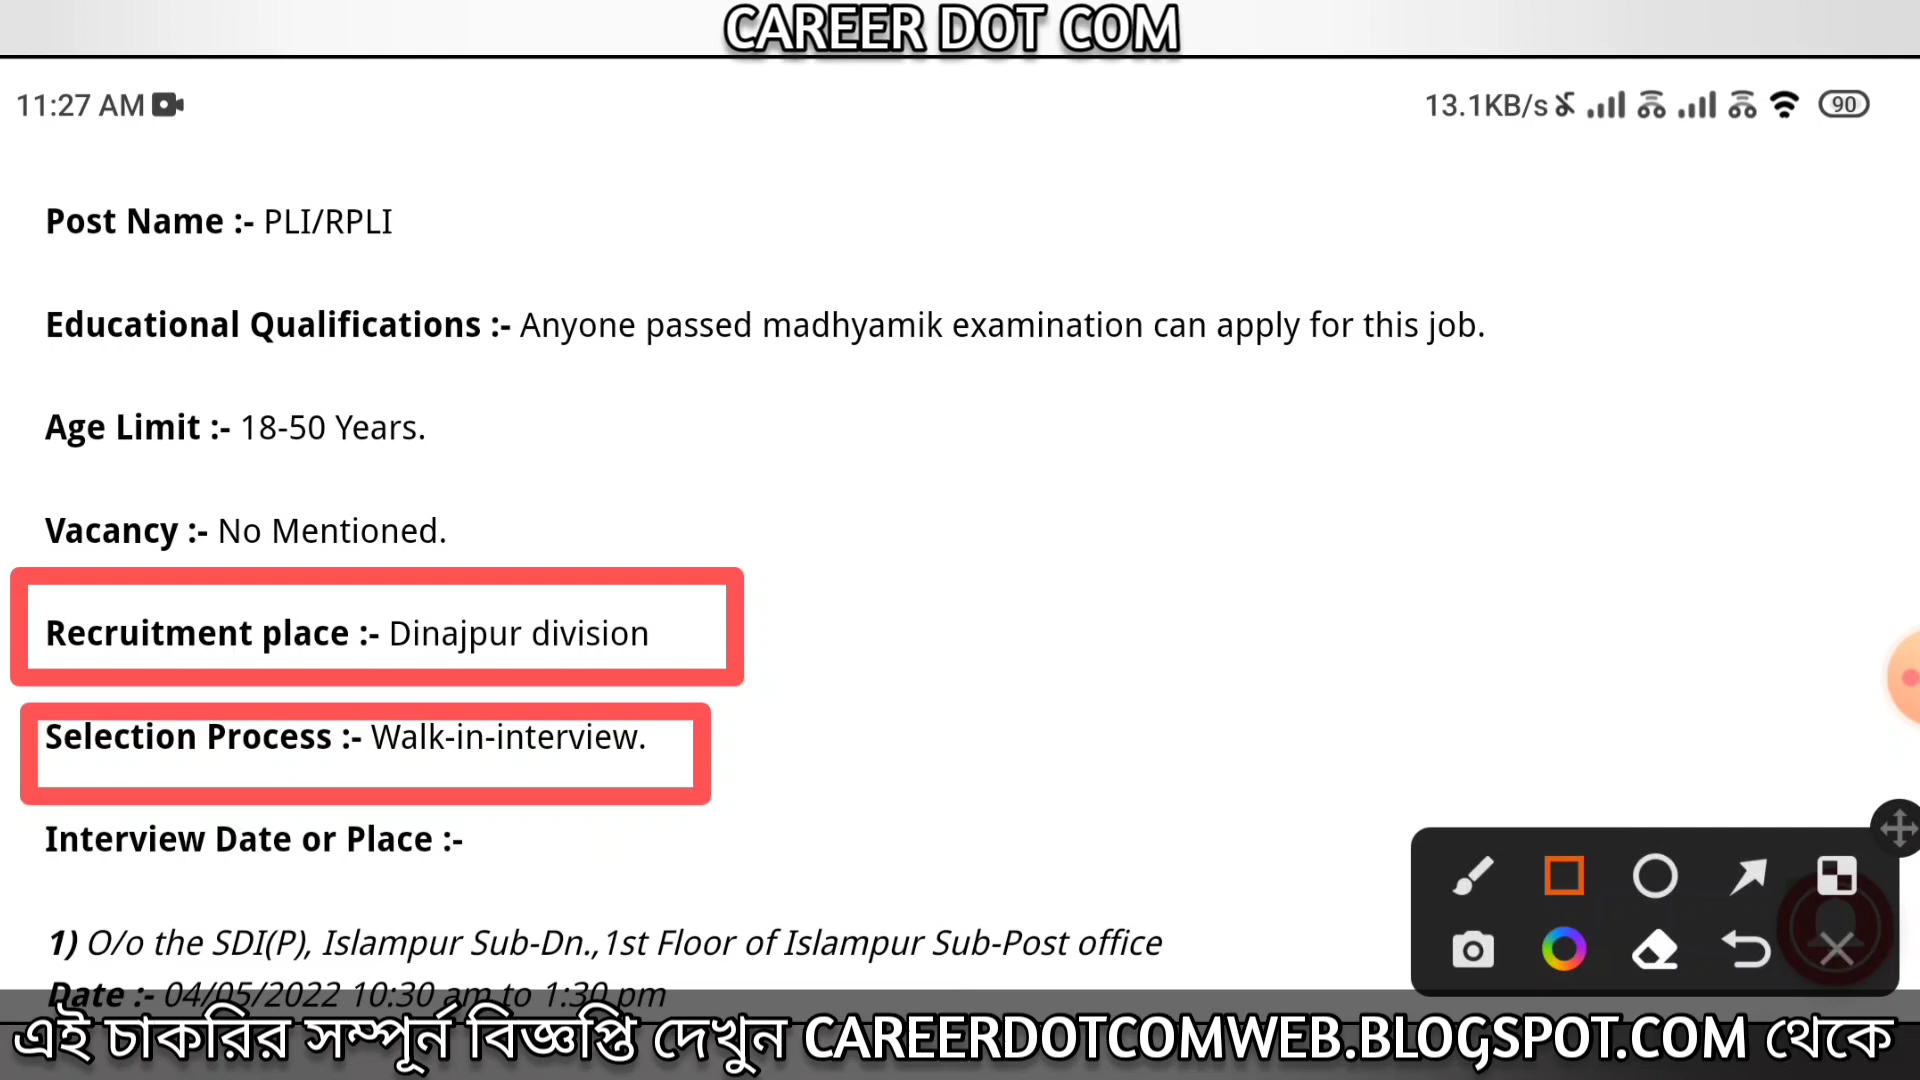 CAREER DOT COM
11:27 AM 13.1KB/s 90
Post Name :- PLI/RPLI
Educational Qualifications :- Anyone passed madhyamik examination can apply for this job.
Age Limit :- 18-50 Years.
Vacancy :- No Mentioned.
Recruitment place :- Dinajpur division
Selection Process :- Walk-in-interview.
Interview Date or Place :-
1) O/o the SDI(P), Islampur Sub-Dn.,1st Floor of Islampur Sub-Post office
Date :- 04/05/2022 10:30 am to 1:30 pm
এই চাকরির সম্পূর্ন বিজ্ঞপ্তি দেখুন CAREERDOTCOMWEB.BLOGSPOT.COM থেকে